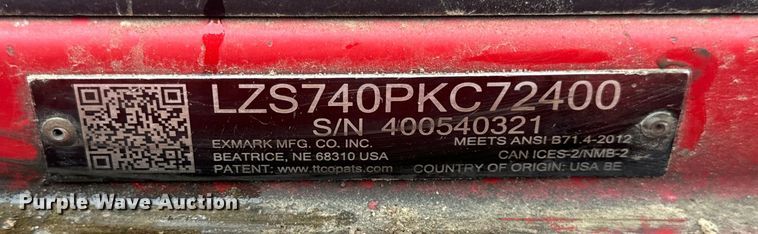 LZS740PKC72400
S/N 400540321
EXMARK MFG. CO. INC. MEETS ANSI B71.4-2012
BEATRICE, NE 68310 USA CAN ICES-2/NMB-2
PATENT: www.ttcopats.com COUNTRY OF ORIGIN: USA BE
Purple Wave Auction